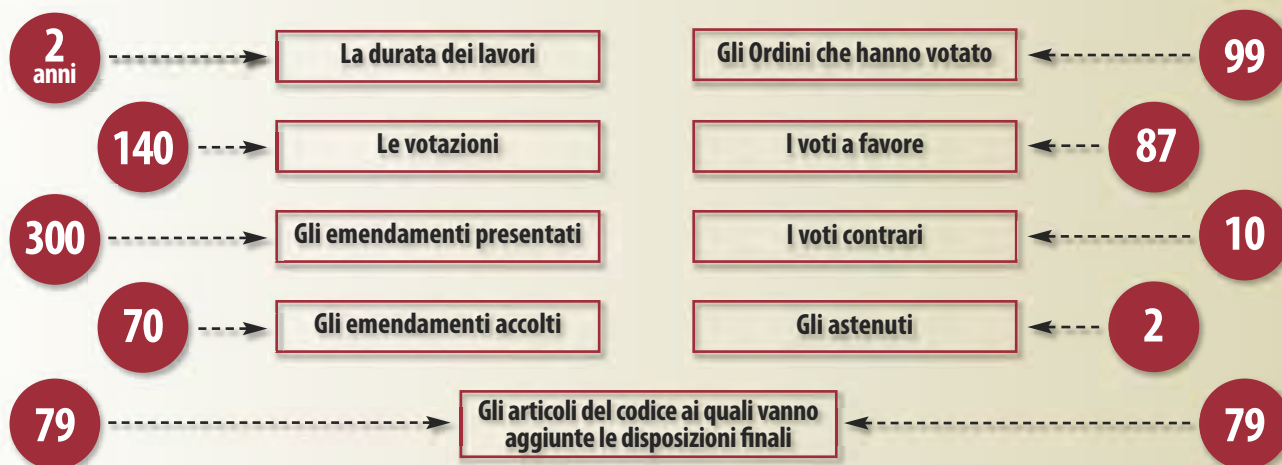 2
anni
La durata dei lavori
Gli Ordini che hanno votato
99
140
Le votazioni
I voti a favore
87
300
Gli emendamenti presentati
I voti contrari
10
70
Gli emendamenti accolti
Gli astenuti
2
79
Gli articoli del codice ai quali vanno
aggiunte le disposizioni finali
79